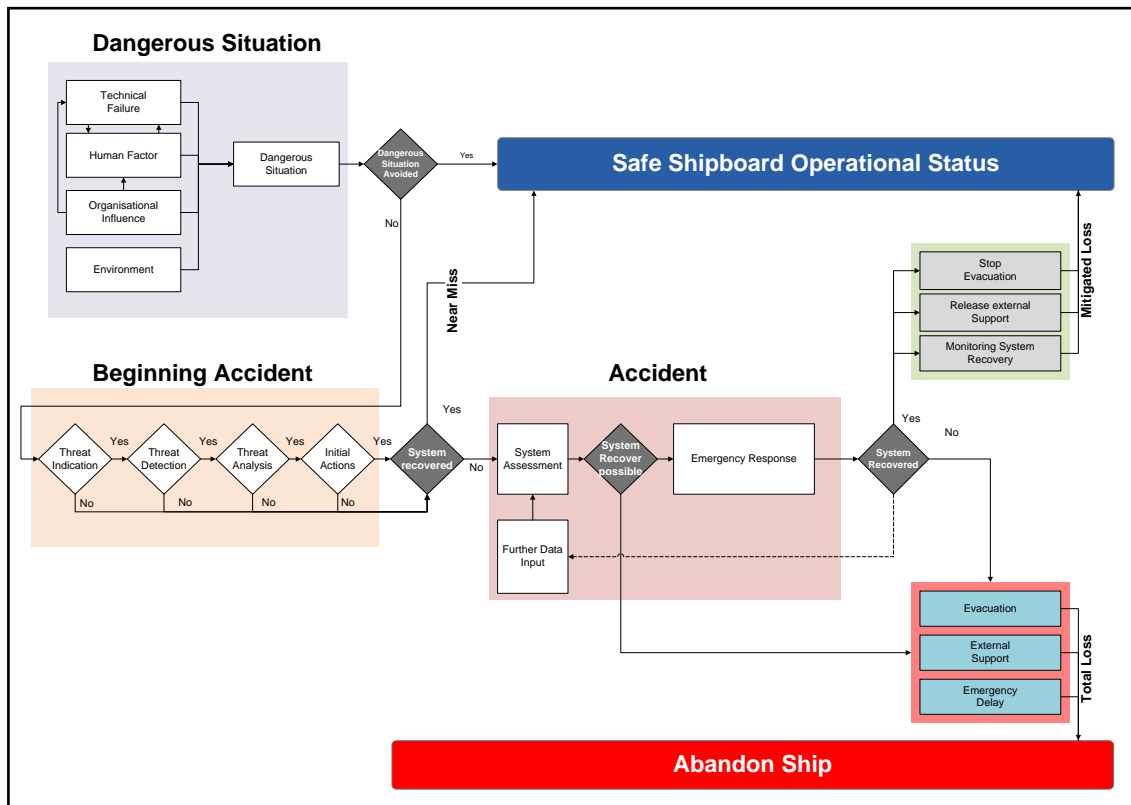 Dangerous Situation
Technical
Failure
Human Factor
Organisational
Influence
Environment
Dangerous
Situation
Dangerous
Situation
Avoided
Yes
No
Safe Shipboard Operational Status
Near Miss
Stop
Evacuation
Release external
Support
Monitoring System
Recovery
Mitigated Loss
Beginning Accident
Threat
Indication
Yes
No
Threat
Detection
Yes
No
Threat
Analysis
Yes
No
Initial
Actions
Yes
No
System
recovered
Yes
No
Accident
System
Assessment
System
Recover
possible
Emergency Response
Further Data
Input
System
Recovered
Yes
No
Evacuation
External
Support
Emergency
Delay
Total Loss
Abandon Ship